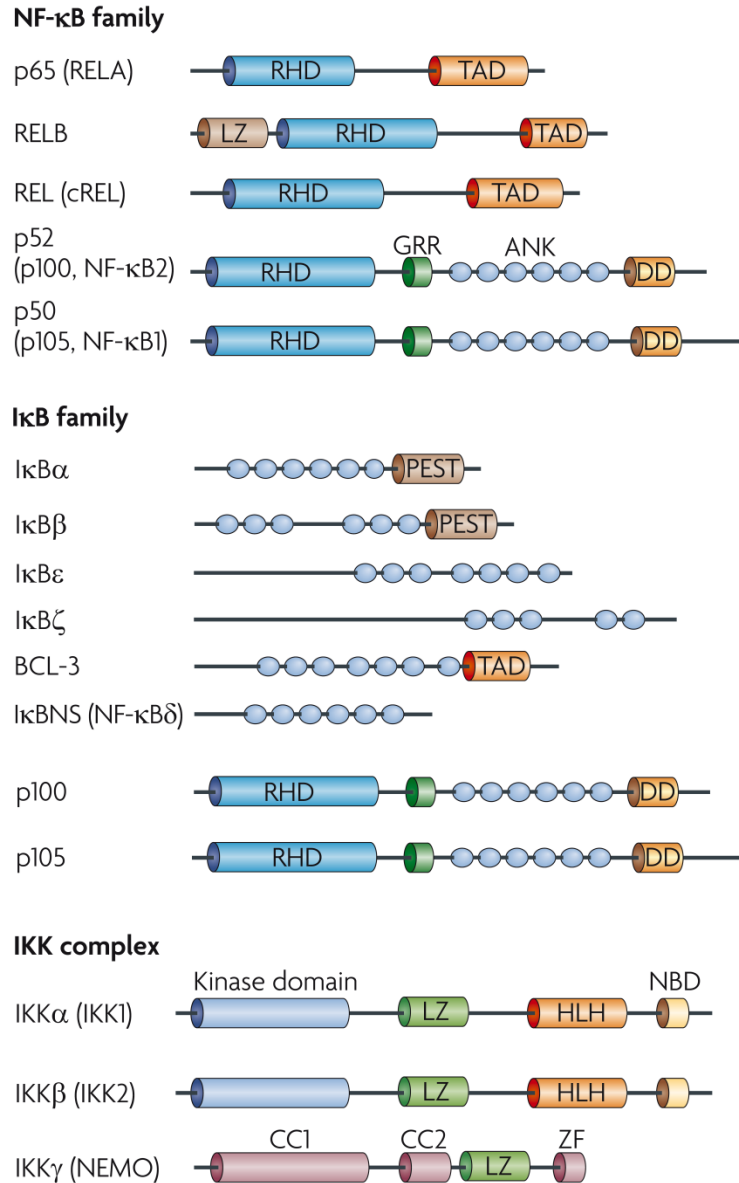 NF-κB family
p65 (RELA) RHD TAD
RELB LZ RHD TAD
REL (cREL) RHD TAD
p52
(p100, NF-κB2) RHD GRR ANK DD
p50
(p105, NF-κB1) RHD DD
IκB family
IκBα PEST
IκBβ PEST
IκBε
IκBζ
BCL-3 TAD
IκBNS (NF-κBδ)
p100 RHD DD
p105 RHD DD
IKK complex
Kinase domain NBD
IKKα (IKK1) LZ HLH
IKKβ (IKK2) LZ HLH
CC1 CC2 ZF
IKKγ (NEMO) LZ